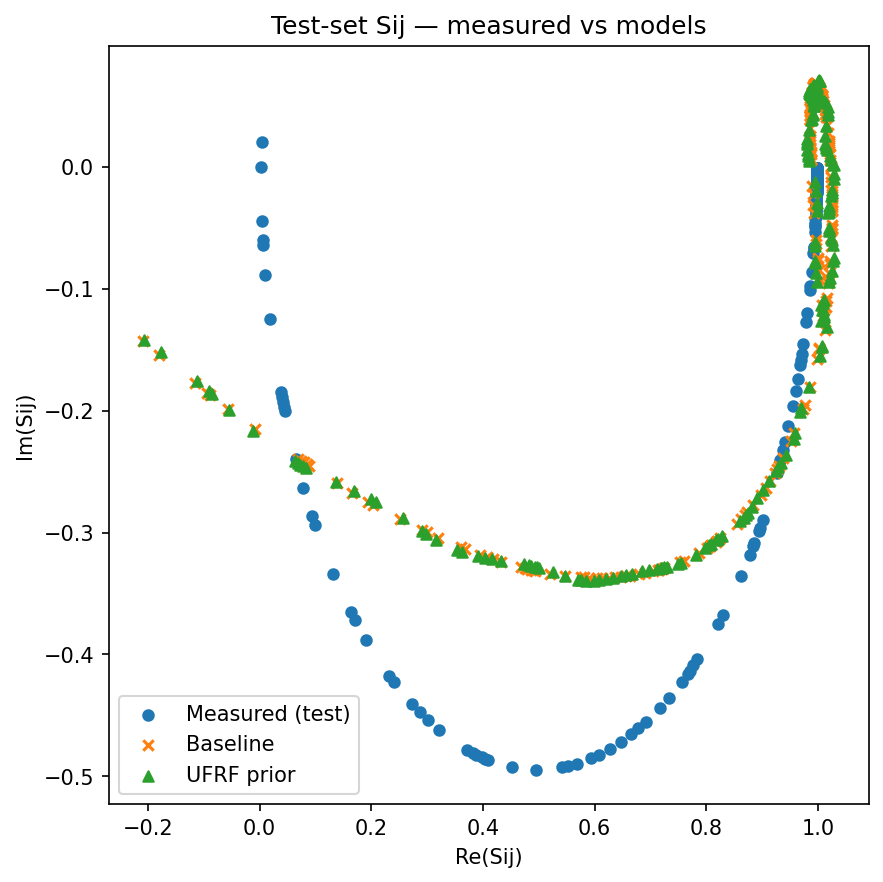 Test-set Sij — measured vs models
0.0
−0.1
−0.2
−0.3
−0.4
−0.5
Im(Sij)
Measured (test)
Baseline
UFRF prior
−0.2
0.0
0.2
0.4
0.6
0.8
1.0
Re(Sij)